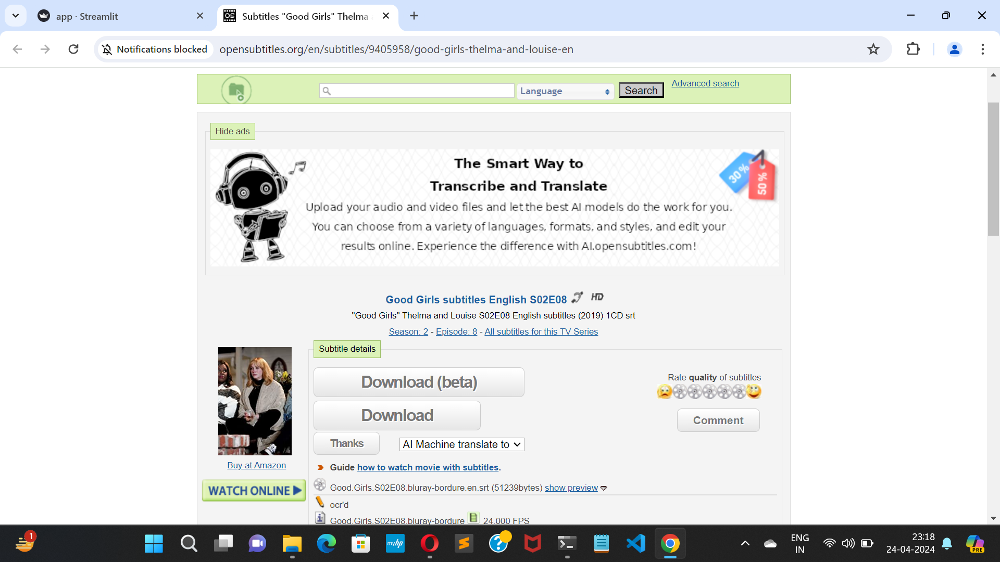 app · Streamlit
Subtitles "Good Girls" Thelma
Notifications blocked
opensubtitles.org/en/subtitles/9405958/good-girls-thelma-and-louise-en
Language
Search
Advanced search
Hide ads
The Smart Way to
Transcribe and Translate
30%
50%
Upload your audio and video files and let the best AI models do the work for you.
You can choose from a variety of languages, formats, and styles, and edit your
results online. Experience the difference with AI.opensubtitles.com!
Good Girls subtitles English S02E08 HD
"Good Girls" Thelma and Louise S02E08 English subtitles (2019) 1CD srt
Season: 2 - Episode: 8 - All subtitles for this TV Series
Subtitle details
Download (beta)
Rate quality of subtitles
Download
Comment
Thanks
AI Machine translate to
Buy at Amazon
Guide how to watch movie with subtitles.
WATCH ONLINE
Good.Girls.S02E08.bluray-bordure.en.srt (51239bytes) show preview
ocr'd
Good.Girls.S02E08.bluray-bordure 24.000 FPS
1
myhp
ENG
IN
23:18
24-04-2024
PRE